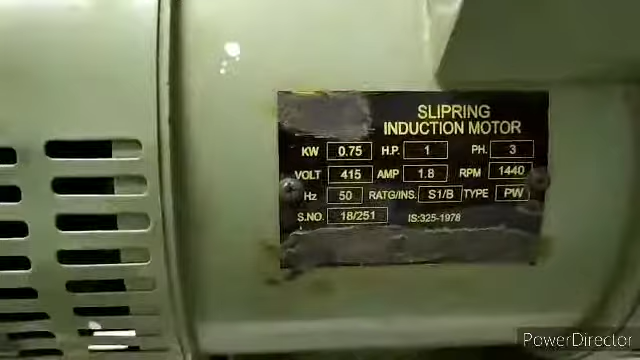 SLIPRING
INDUCTION MOTOR
KW 0.75 H.P. 1 PH. 3
VOLT 415 AMP 1.8 RPM 1440
Hz 50 RATG/INS. S1/B TYPE PW
S.NO. 18/251 IS:325-1978
PowerDirector